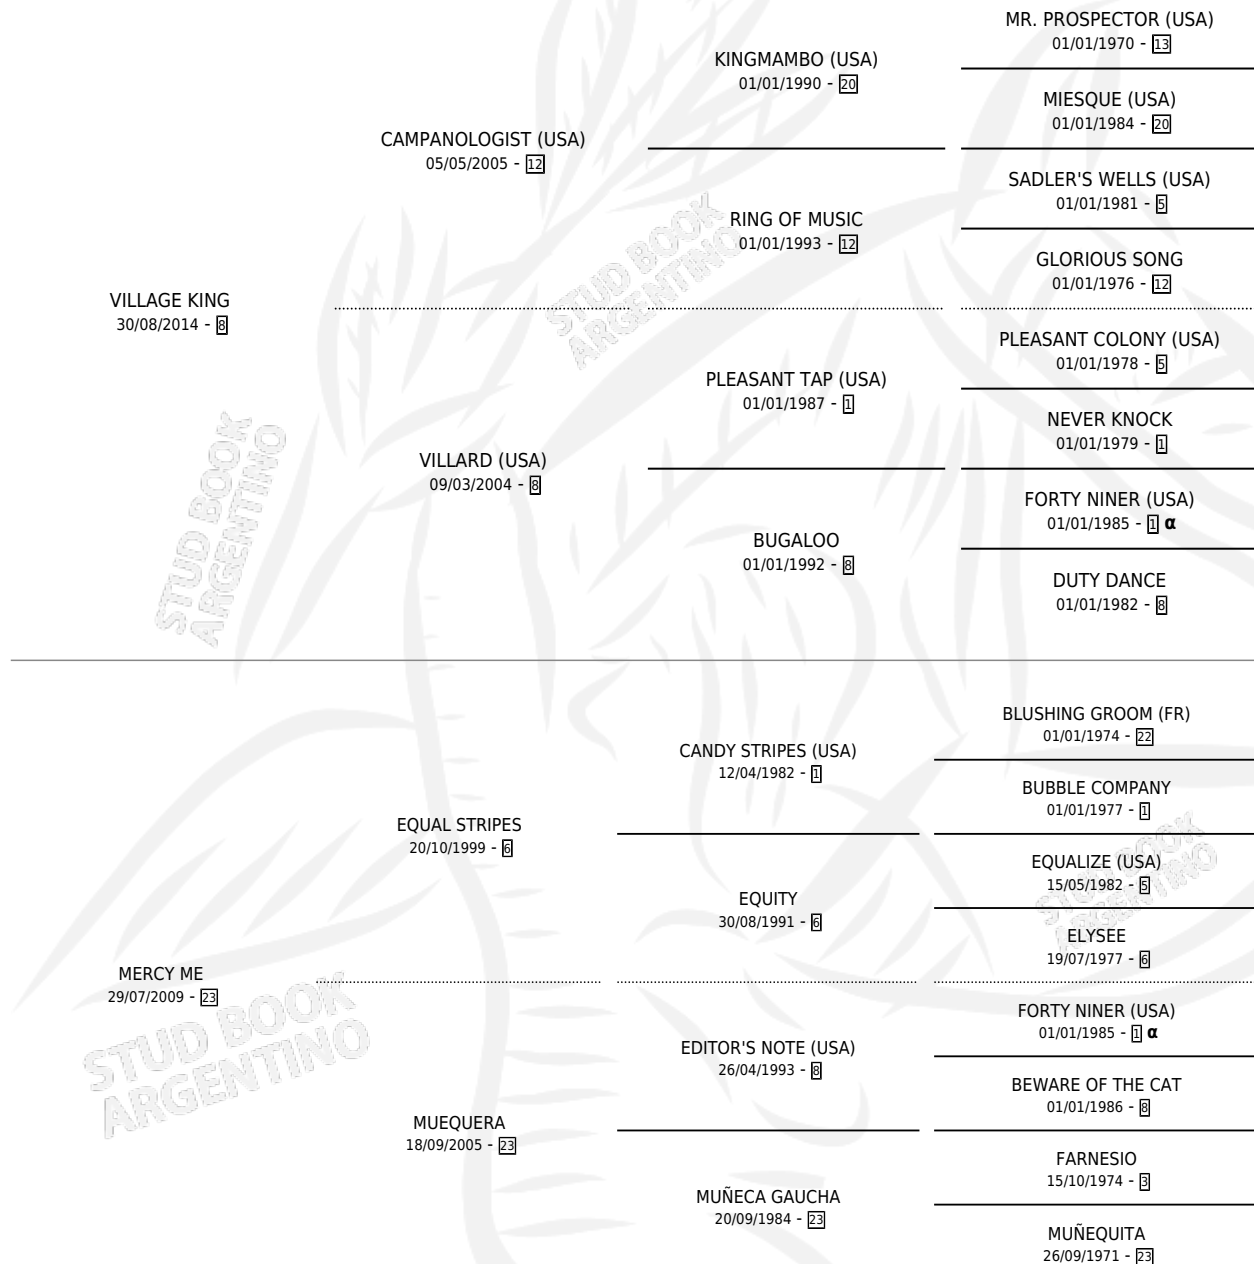 MR. PROSPECTOR (USA)
01/01/1970 - 13
KINGMAMBO (USA)
01/01/1990 - 20
MIESQUE (USA)
01/01/1984 - 20
CAMPANOLOGIST (USA)
05/05/2005 - 12
SADLER'S WELLS (USA)
01/01/1981 - 5
RING OF MUSIC
01/01/1993 - 12
GLORIOUS SONG
01/01/1976 - 12
STUD BOOK
ARGENTINO
VILLAGE KING
30/08/2014 - 8
PLEASANT COLONY (USA)
01/01/1978 - 5
PLEASANT TAP (USA)
01/01/1987 - 1
NEVER KNOCK
01/01/1979 - 1
VILLARD (USA)
09/03/2004 - 8
FORTY NINER (USA)
01/01/1985 - 1 α
BUGALOO
01/01/1992 - 8
DUTY DANCE
01/01/1982 - 8
STUD BOOK
ARGENTINO
BLUSHING GROOM (FR)
01/01/1974 - 22
CANDY STRIPES (USA)
12/04/1982 - 1
BUBBLE COMPANY
01/01/1977 - 1
EQUAL STRIPES
20/10/1999 - 6
EQUALIZE (USA)
15/05/1982 - 5
EQUITY
30/08/1991 - 6
ELYSEE
19/07/1977 - 6
STUD BOOK
ARGENTINO
MERCY ME
29/07/2009 - 23
FORTY NINER (USA)
01/01/1985 - 1 α
EDITOR'S NOTE (USA)
26/04/1993 - 8
BEWARE OF THE CAT
01/01/1986 - 8
STUD BOOK
ARGENTINO
MUEQUERA
18/09/2005 - 23
FARNESIO
15/10/1974 - 3
MUÑECA GAUCHA
20/09/1984 - 23
MUÑEQUITA
26/09/1971 - 23